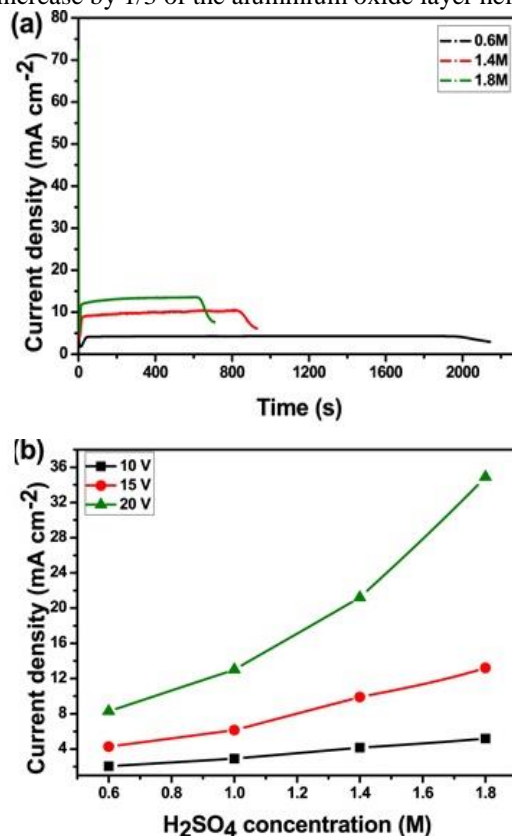 increase by 1/3 of the aluminium oxide layer
(a)
80
70
60
50
40
30
20
10
0
Current density (mA cm-2)
0.6M
1.4M
1.8M
0 400 800 1200 1600 2000
Time (s)
(b)
36
32
28
24
20
16
12
8
4
Current density (mA cm-2)
10 V
15 V
20 V
0.6 0.8 1.0 1.2 1.4 1.6 1.8
H2SO4 concentration (M)